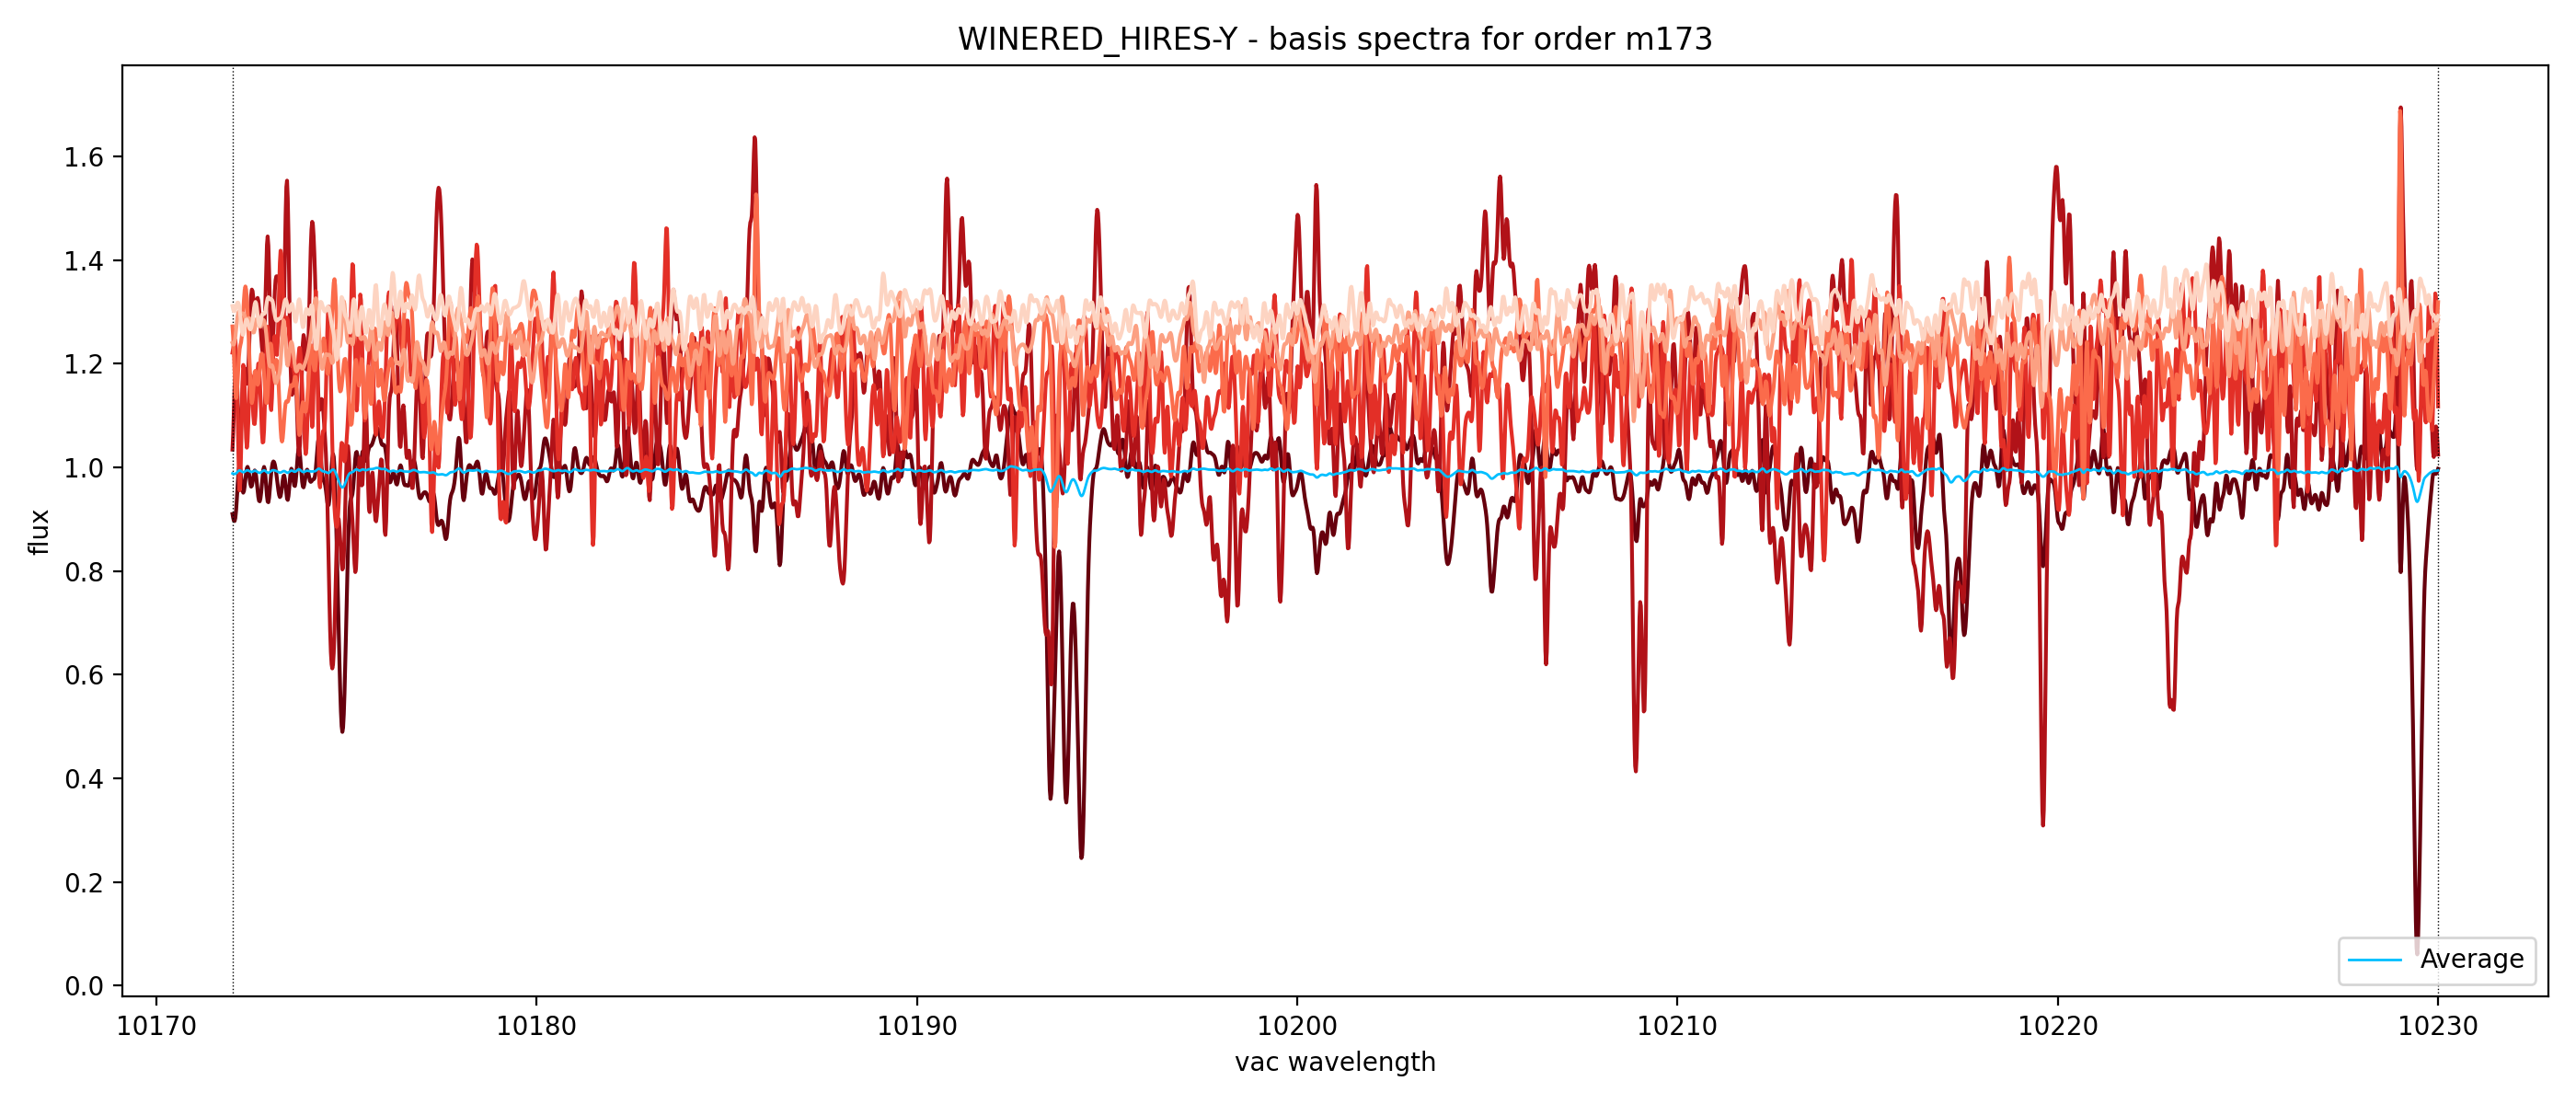 WINERED_HIRES-Y - basis spectra for order m173
flux
1.6
1.4
1.2
1.0
0.8
0.6
0.4
0.2
0.0
Average
10170 10180 10190 10200 10210 10220 10230
vac wavelength